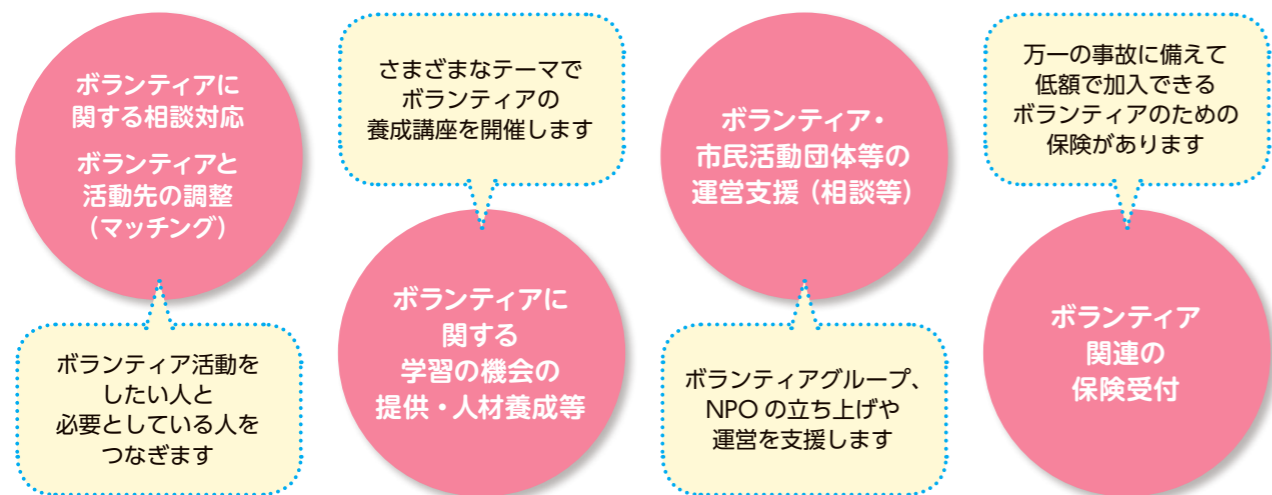 ボランティアに
関する相談対応
ボランティアと
活動先の調整
（マッチング）
ボランティア活動を
したい人と
必要としている人を
つなぎます
さまざまなテーマで
ボランティアの
養成講座を開催します
ボランティアに
関する
学習の機会の
提供・人材養成等
ボランティア・
市民活動団体等の
運営支援（相談等）
ボランティアグループ、
NPO の立ち上げや
運営を支援します
万一の事故に備えて
低額で加入できる
ボランティアのための
保険があります
ボランティア
関連の
保険受付